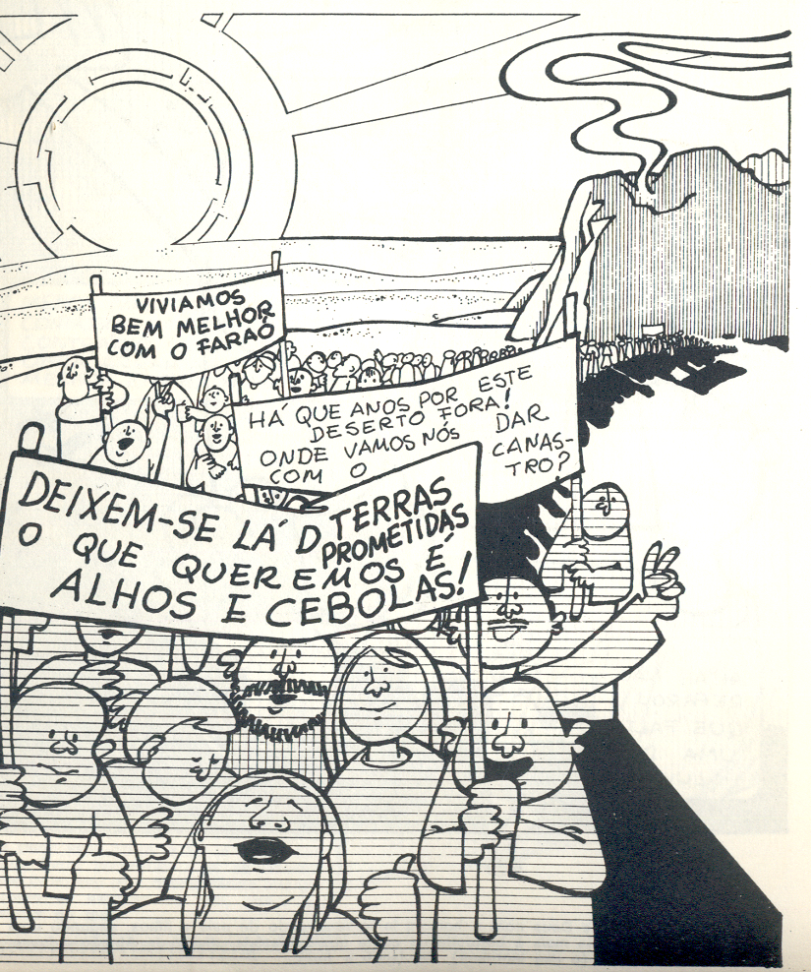 VIVIAMOS
BEM MELHOR
COM O FARAÓ
HÁ QUE ANOS POR ESTE
DESERTO FORA!
ONDE VAMOS NÓS DAR
COM O CANAS-
TRO?
DEIXEM-SE LÁ D TERRAS
PROMETIDAS
O QUE QUEREMOS É
ALHOS E CEBOLAS!